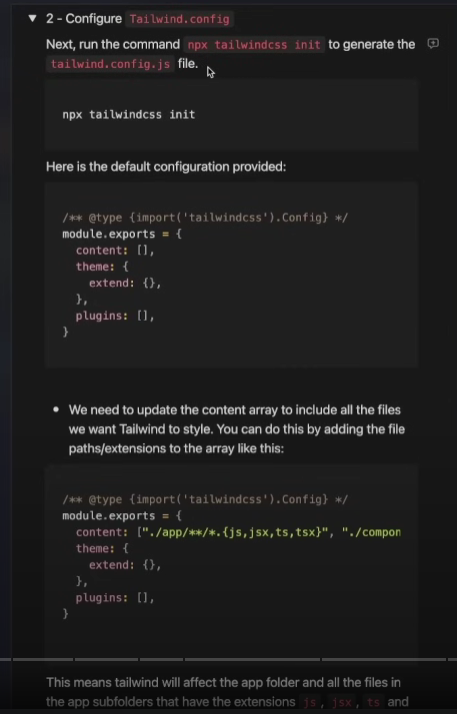 ▼ 2 - Configure Tailwind.config
Next, run the command npx tailwindcss init to generate the
tailwind.config.js file.
npx tailwindcss init
Here is the default configuration provided:
/** @type {import('tailwindcss').Config} */
module.exports = {
  content: [],
  theme: {
    extend: {},
  },
  plugins: [],
}
• We need to update the content array to include all the files
we want Tailwind to style. You can do this by adding the file
paths/extensions to the array like this:
/** @type {import('tailwindcss').Config} */
module.exports = {
  content: ["./app/**/*.{js,jsx,ts,tsx}", "./compon
  theme: {
    extend: {},
  },
  plugins: [],
}
This means tailwind will affect the app folder and all the files in
the app subfolders that have the extensions js, jsx, ts and